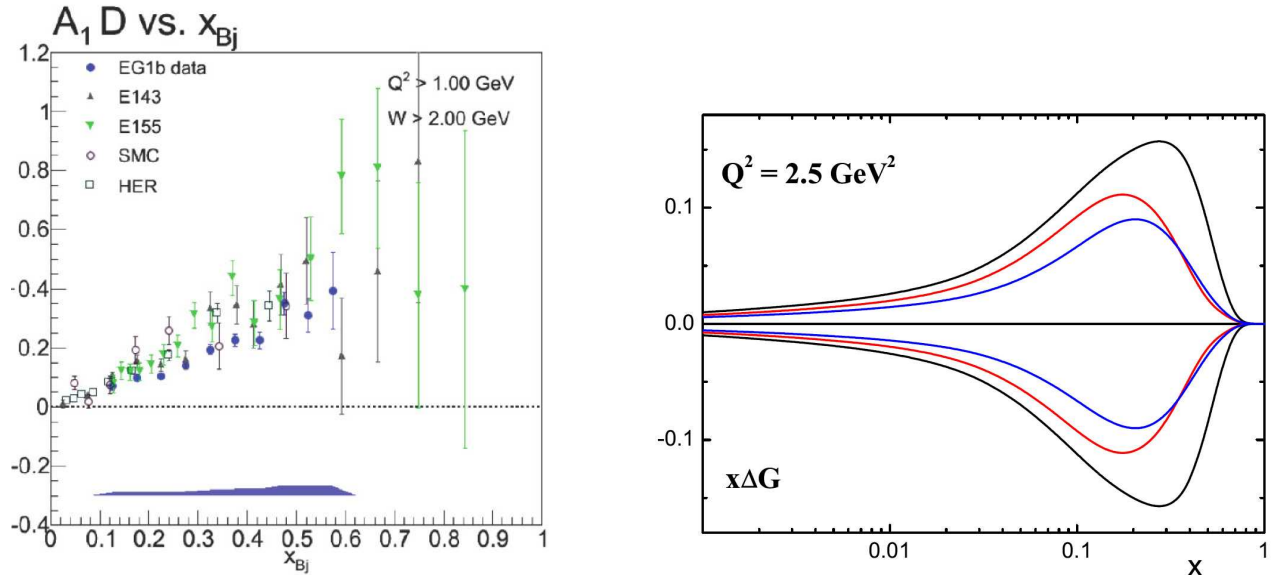 A₁ D vs. x_Bj
1.2
1
0.8
0.6
0.4
0.2
0
-0.2
-0.4
EG1b data
E143
E155
SMC
HER
Q² > 1.00 GeV
W > 2.00 GeV
0 0.1 0.2 0.3 0.4 0.5 0.6 0.7 0.8 0.9 1
x_Bj
Q² = 2.5 GeV²
0.1
0.0
-0.1
xΔG
0.01 0.1 1
x